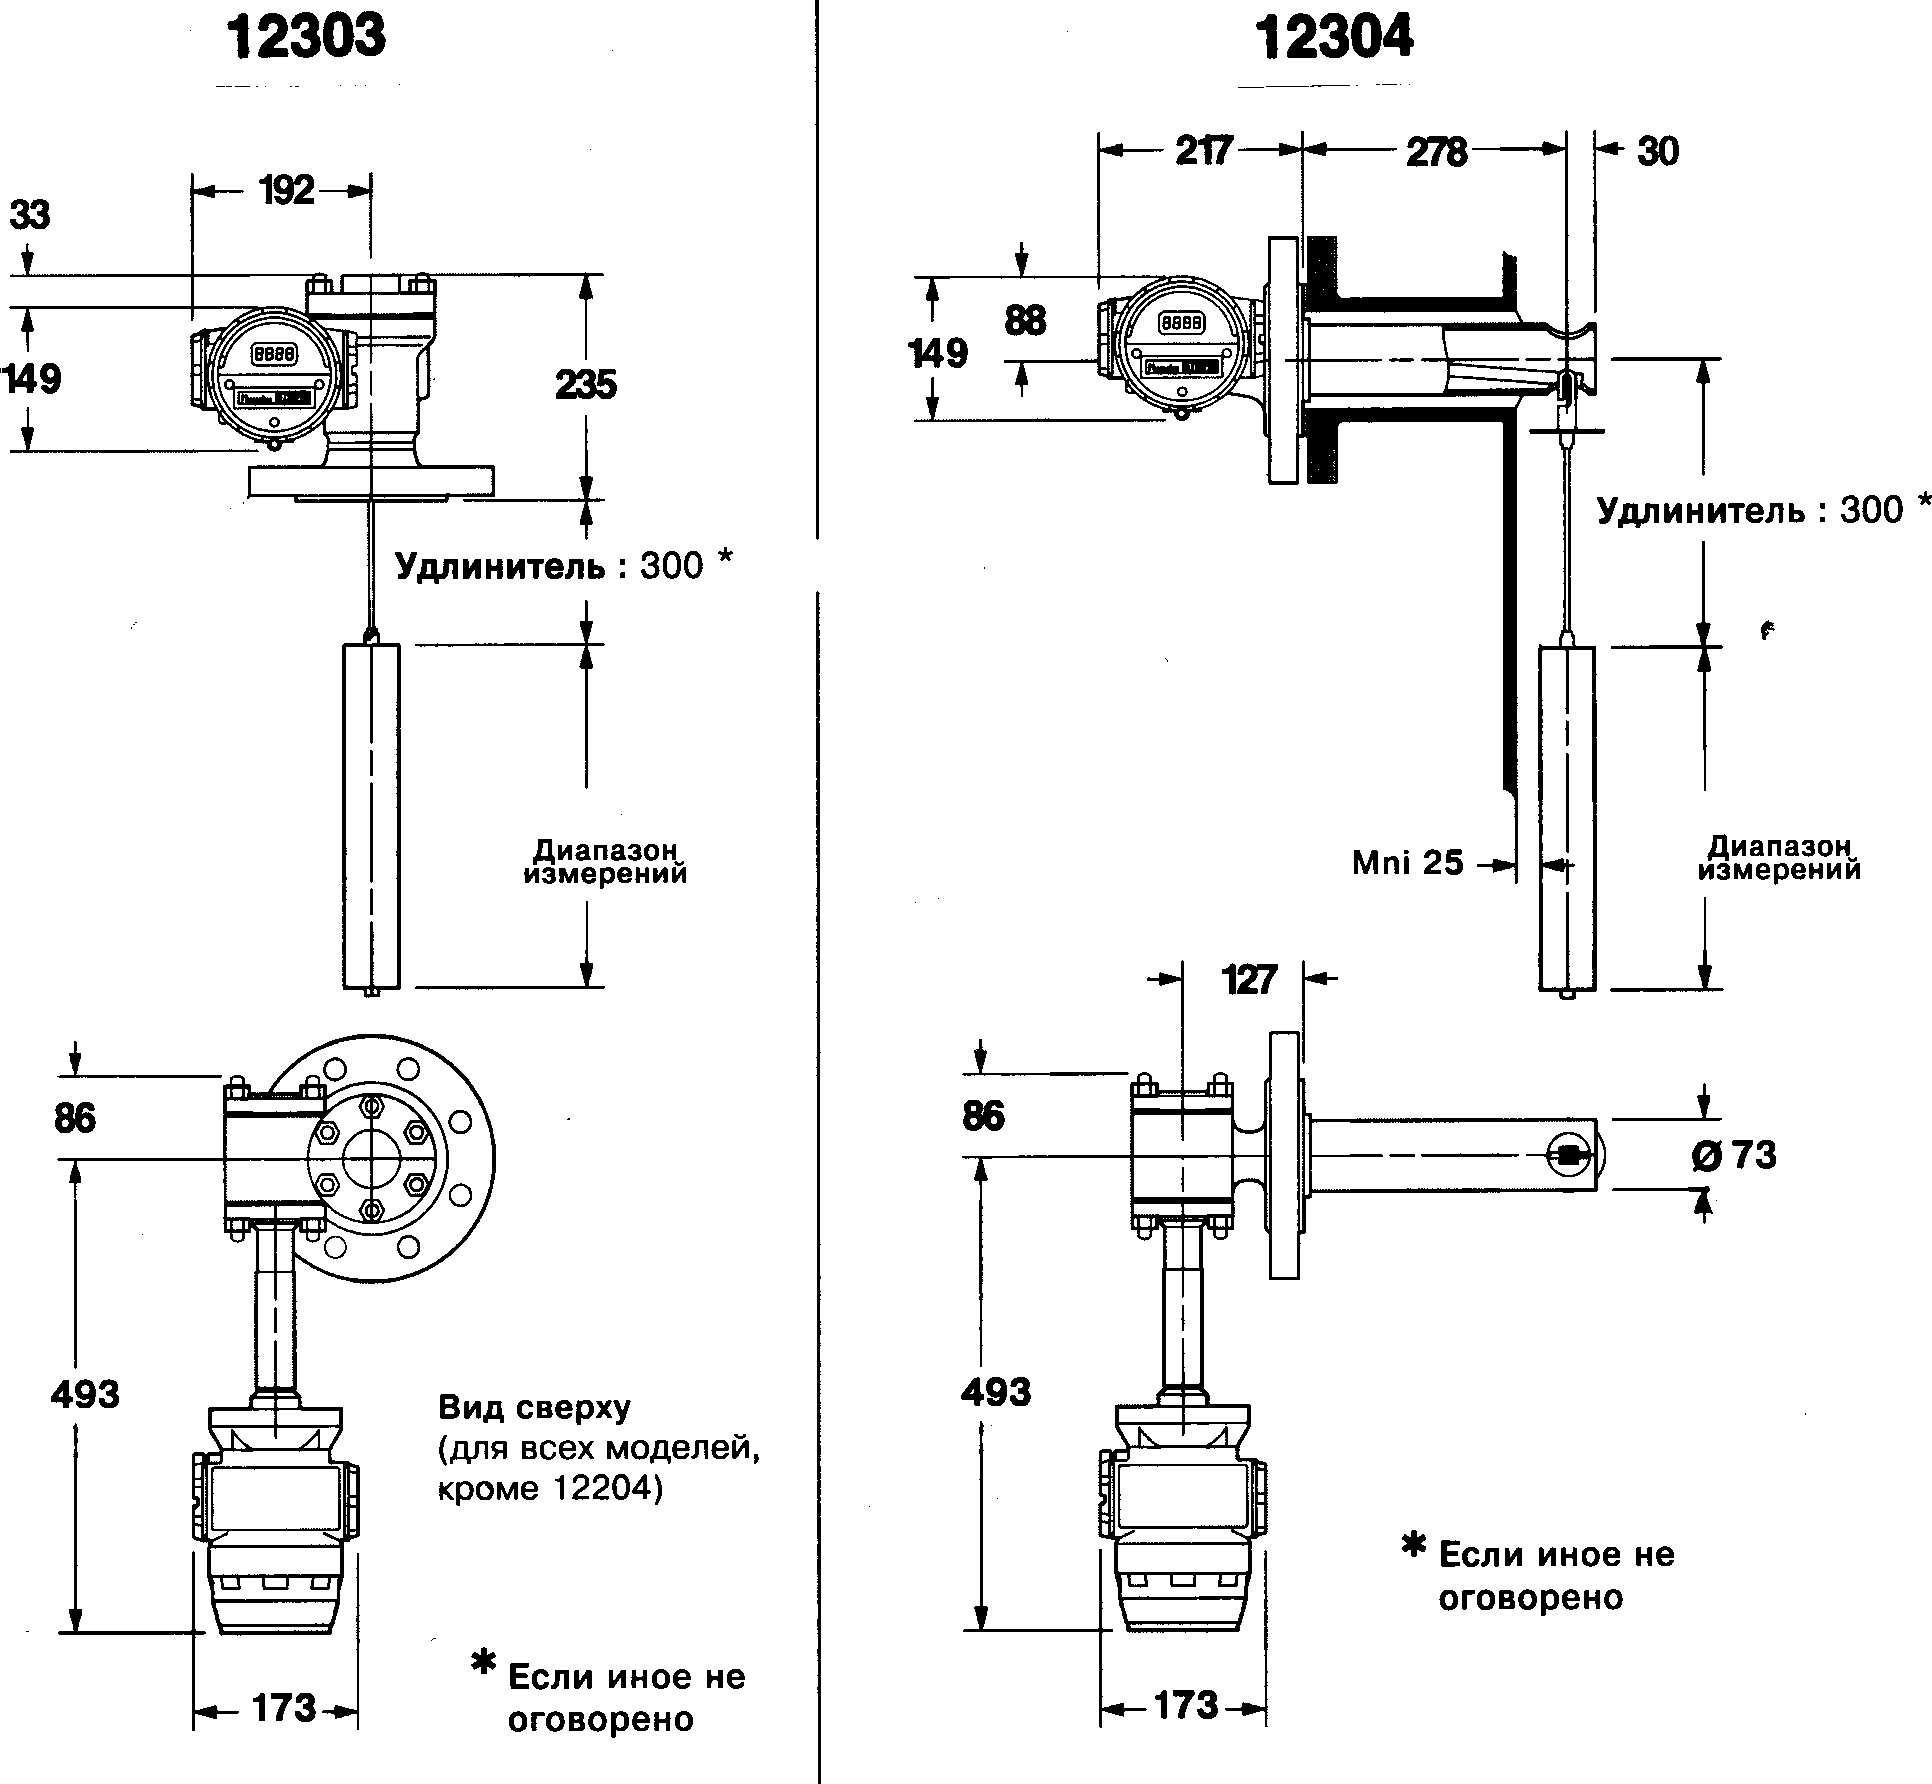 12303
192
33
149
235
Удлинитель : 300 *
Диапазон
измерений
86
493
Вид сверху
(для всех моделей,
кроме 12204)
173
* Если иное не
оговорено
12304
217
278
30
88
149
8888
8888
Удлинитель : 300 *
Mni 25
Диапазон
измерений
127
86
Ø 73
493
173
* Если иное не
оговорено